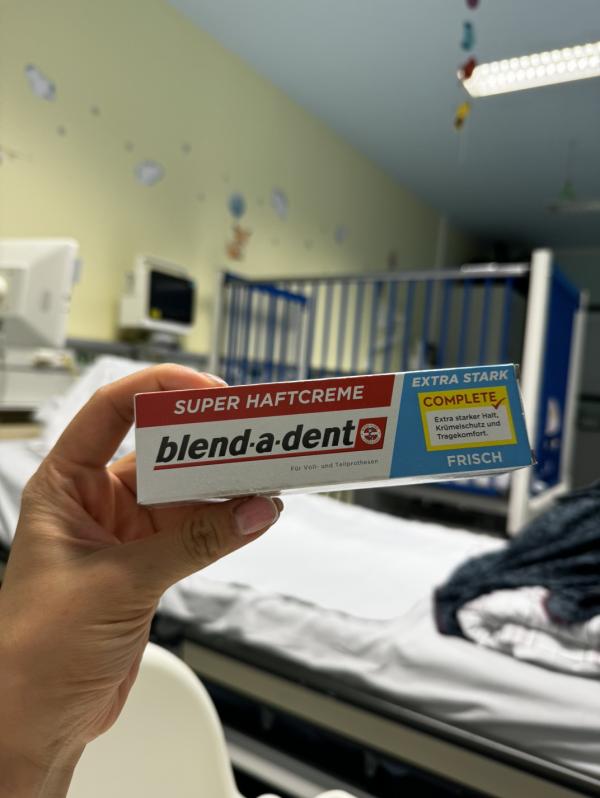 SUPER HAFTCREME
blend-a-dent
Für Voll- und Teilprothesen
EXTRA STARK
COMPLETE
Extra starker Halt,
Krümelschutz und
Tragekomfort.
FRISCH